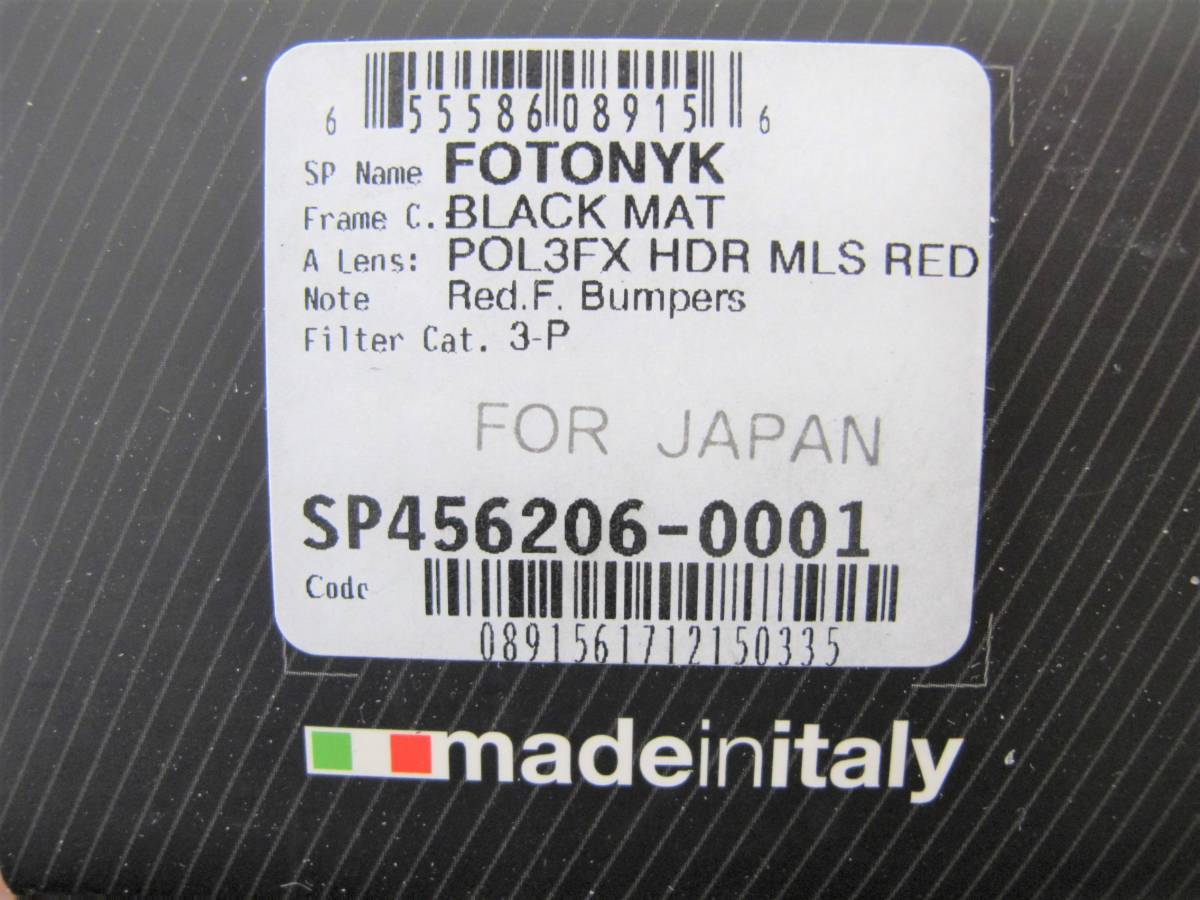 6 55586 08915 6
SP Name FOTONYK
Frame C. BLACK MAT
A Lens: POL3FX HDR MLS RED
Note Red.F. Bumpers
Filter Cat. 3-P
FOR JAPAN
SP456206-0001
Code
0891561712150335
madeinitaly